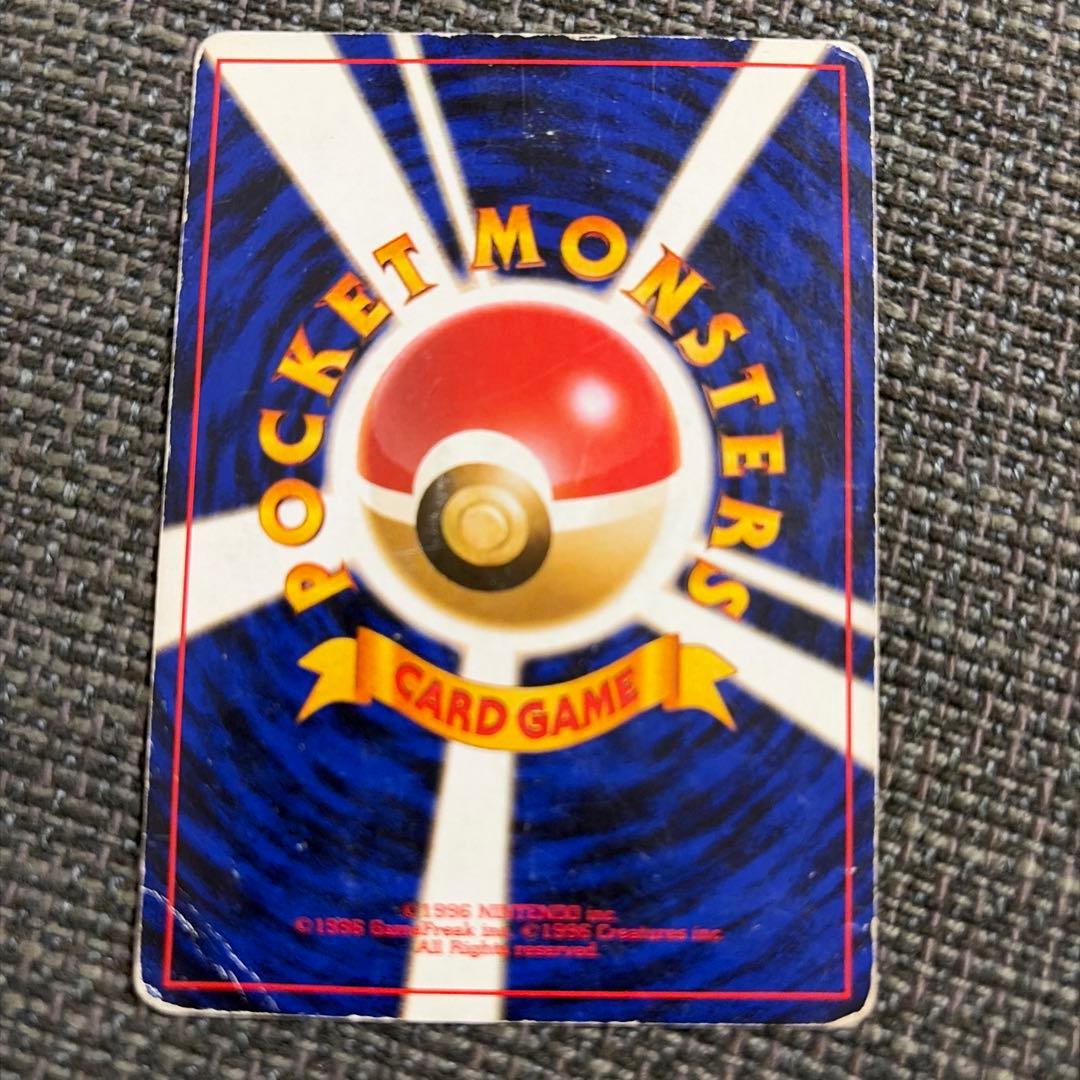 POCKET MONSTERS
CARD GAME
©1996 NINTENDO inc.
©1996 GameFreak inc. ©1996 Creatures inc
All Rights reserved.